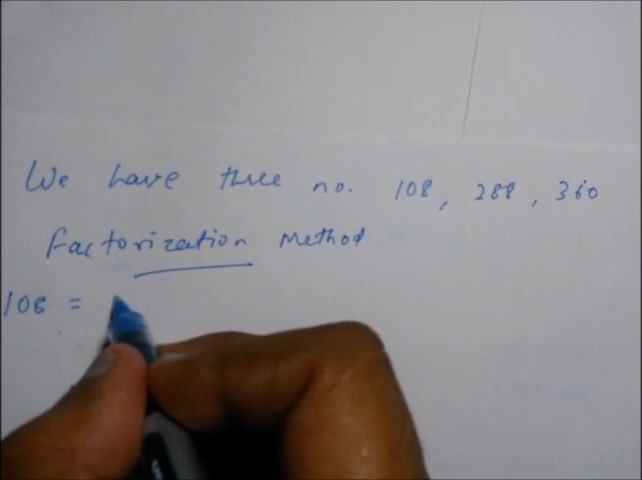 We have three no. 108, 288, 360
Factorization Method
108 =